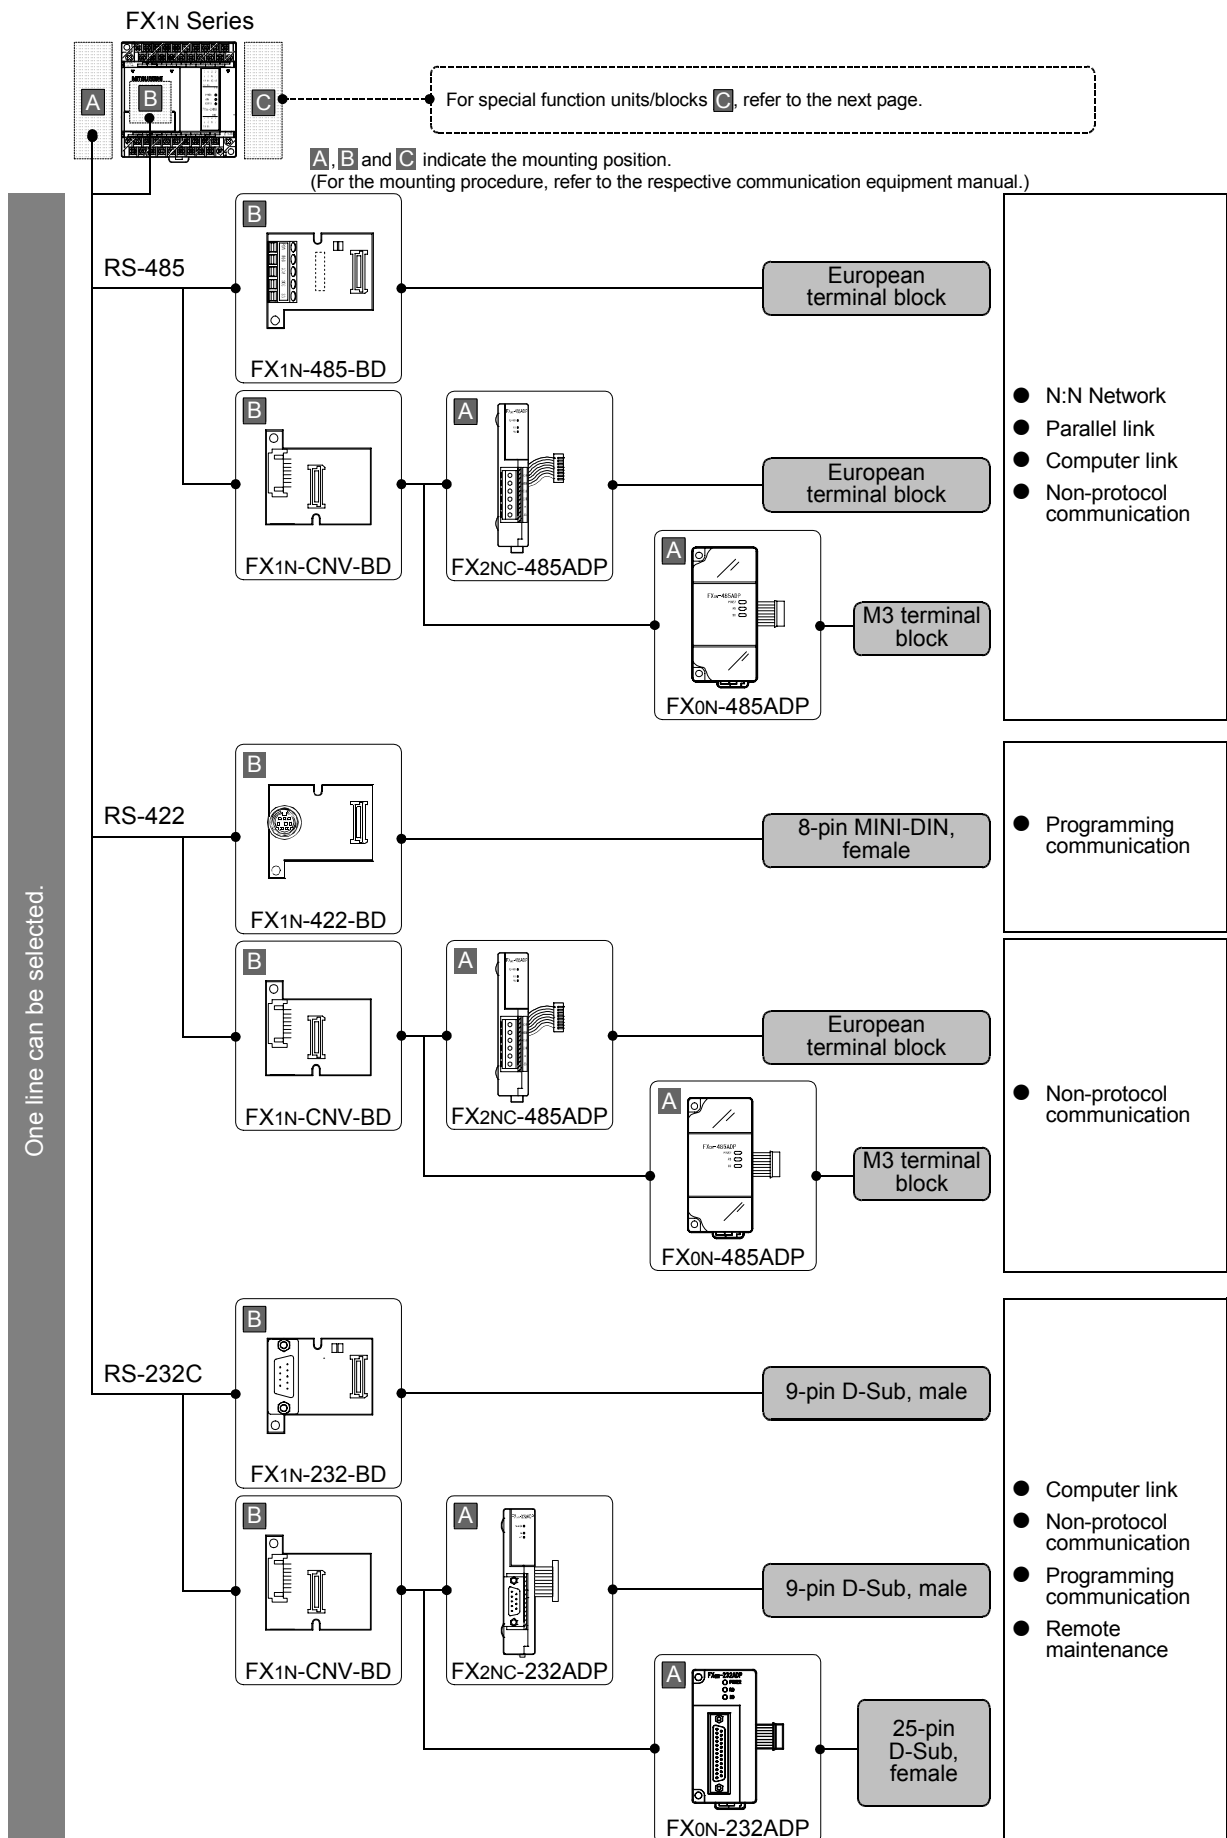 FX1N Series
A
B
C
For special function units/blocks C, refer to the next page.
A, B and C indicate the mounting position.
(For the mounting procedure, refer to the respective communication equipment manual.)
One line can be selected.
RS-485
B
FX1N-485-BD
European
terminal block
B
FX1N-CNV-BD
A
FX2NC-485ADP
European
terminal block
A
FX0N-485ADP
M3 terminal
block
● N:N Network
● Parallel link
● Computer link
● Non-protocol
communication
RS-422
B
FX1N-422-BD
8-pin MINI-DIN,
female
● Programming
communication
B
FX1N-CNV-BD
A
FX2NC-485ADP
European
terminal block
A
FX0N-485ADP
M3 terminal
block
● Non-protocol
communication
RS-232C
B
FX1N-232-BD
9-pin D-Sub, male
B
FX1N-CNV-BD
A
FX2NC-232ADP
9-pin D-Sub, male
A
FX0N-232ADP
25-pin
D-Sub,
female
● Computer link
● Non-protocol
communication
● Programming
communication
● Remote
maintenance